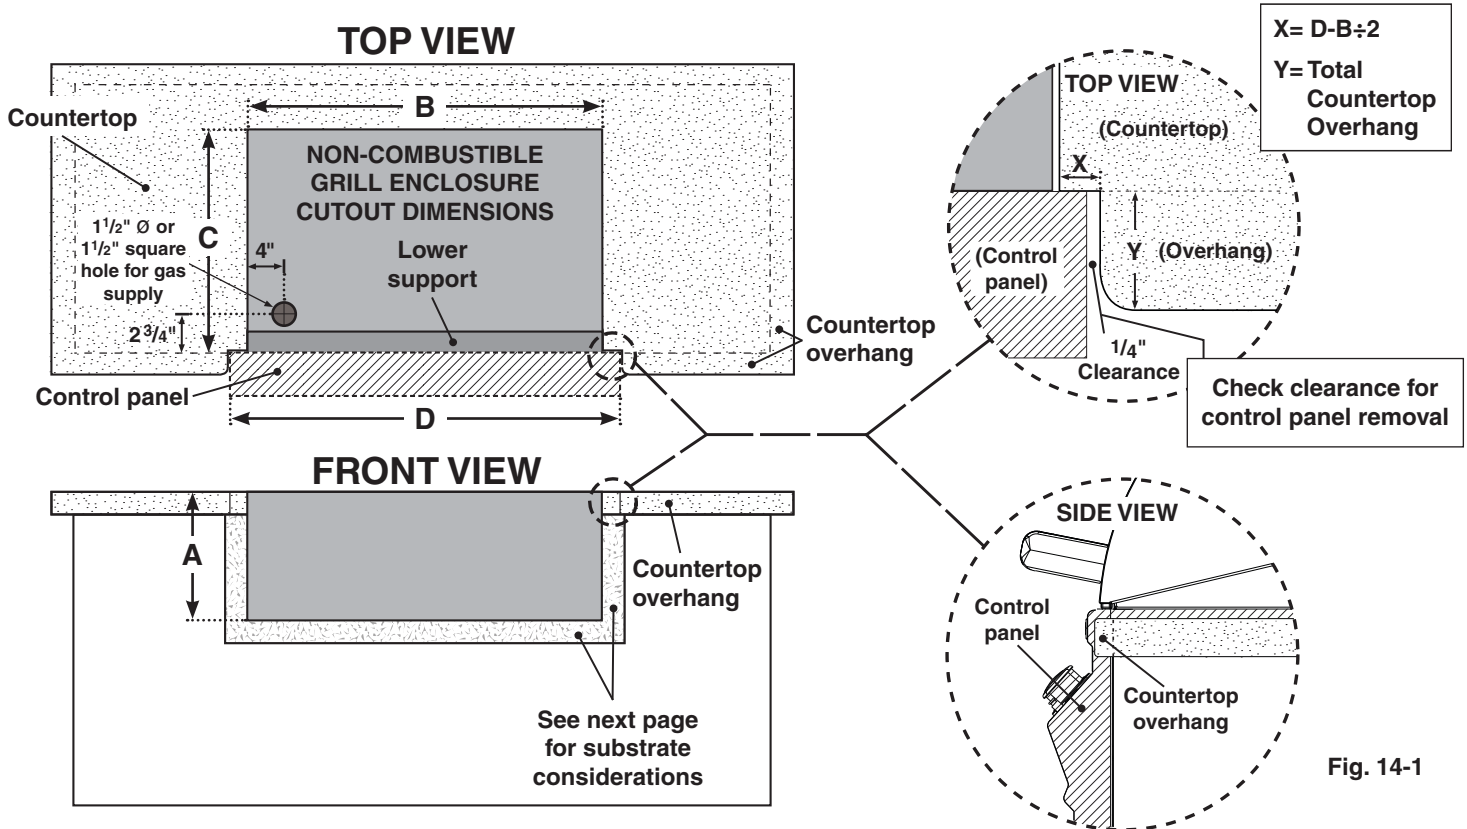 TOP VIEW
Countertop
B
NON-COMBUSTIBLE
GRILL ENCLOSURE
CUTOUT DIMENSIONS
1 1/2" Ø or
1 1/2" square
hole for gas
supply
C
4"
Lower
support
2 3/4"
Countertop
overhang
Control panel
D
X= D-B÷2
Y= Total
Countertop
Overhang
TOP VIEW
(Countertop)
X
(Control
panel)
Y
(Overhang)
1/4"
Clearance
Check clearance for
control panel removal
FRONT VIEW
A
Countertop
overhang
See next page
for substrate
considerations
SIDE VIEW
Control
panel
Countertop
overhang
Fig. 14-1